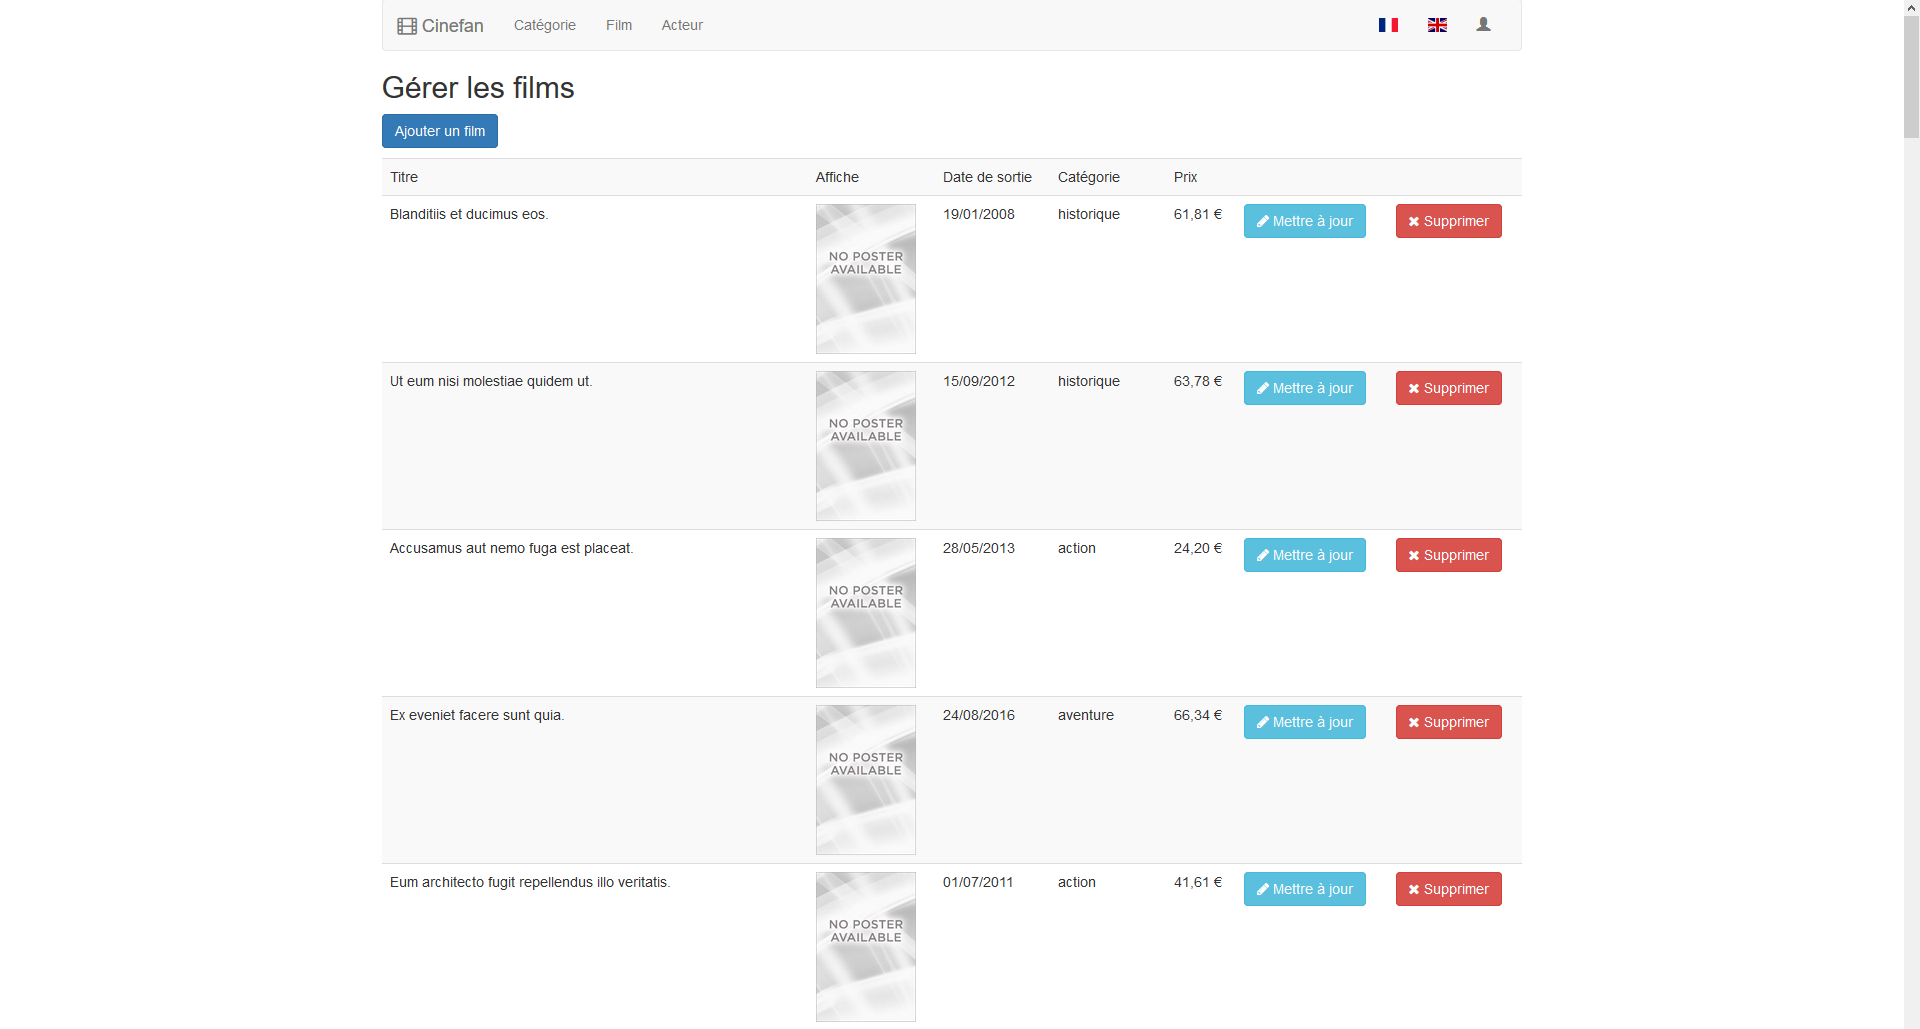 Cinefan Catégorie Film Acteur
Gérer les films
Ajouter un film
Titre Affiche Date de sortie Catégorie Prix
Blanditiis et ducimus eos. 19/01/2008 historique 61,81 € Mettre à jour Supprimer
NO POSTER
AVAILABLE
Ut eum nisi molestiae quidem ut. 15/09/2012 historique 63,78 € Mettre à jour Supprimer
NO POSTER
AVAILABLE
Accusamus aut nemo fuga est placeat. 28/05/2013 action 24,20 € Mettre à jour Supprimer
NO POSTER
AVAILABLE
Ex eveniet facere sunt quia. 24/08/2016 aventure 66,34 € Mettre à jour Supprimer
NO POSTER
AVAILABLE
Eum architecto fugit repellendus illo veritatis. 01/07/2011 action 41,61 € Mettre à jour Supprimer
NO POSTER
AVAILABLE